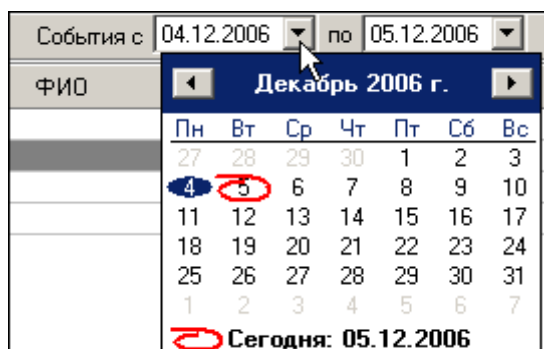 События с 04.12.2006 по 05.12.2006
ФИО
Декабрь 2006 г.
Пн Вт Ср Чт Пт Сб Вс
27 28 29 30 1 2 3
4 5 6 7 8 9 10
11 12 13 14 15 16 17
18 19 20 21 22 23 24
25 26 27 28 29 30 31
1 2 3 4 5 6 7
Сегодня: 05.12.2006